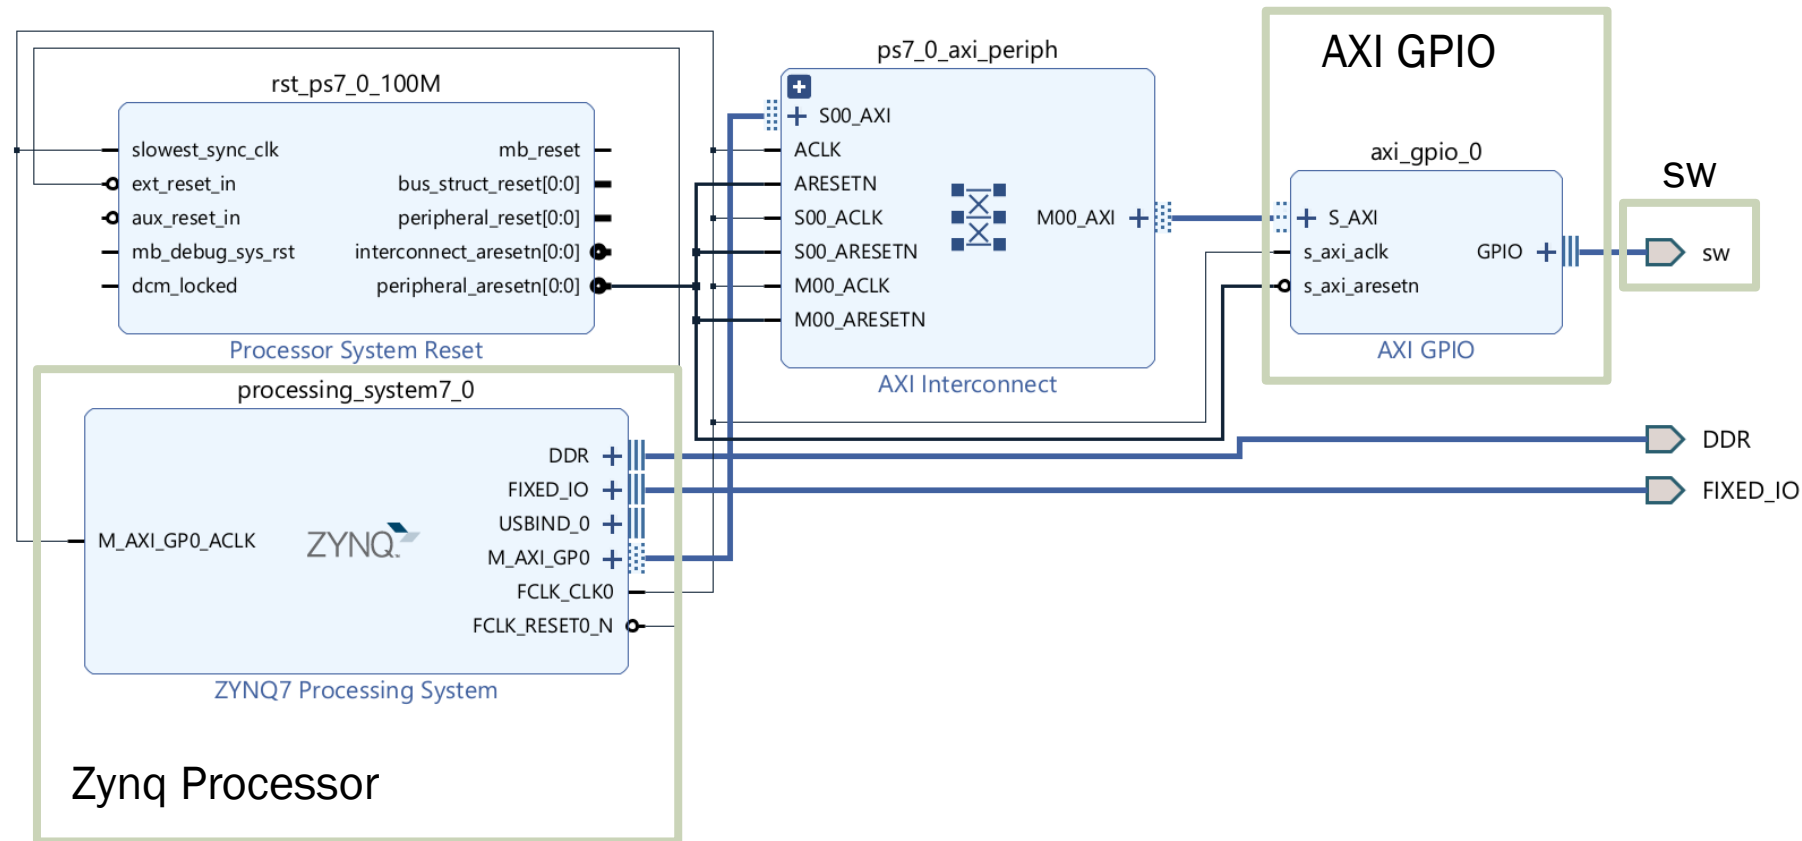 rst_ps7_0_100M
slowest_sync_clk
ext_reset_in
aux_reset_in
mb_debug_sys_rst
dcm_locked
mb_reset
bus_struct_reset[0:0]
peripheral_reset[0:0]
interconnect_aresetn[0:0]
peripheral_aresetn[0:0]
Processor System Reset
ps7_0_axi_periph
S00_AXI
ACLK
ARESETN
S00_ACLK
S00_ARESETN
M00_ACLK
M00_ARESETN
M00_AXI
AXI Interconnect
AXI GPIO
axi_gpio_0
S_AXI
s_axi_aclk
s_axi_aresetn
GPIO
AXI GPIO
sw
sw
processing_system7_0
M_AXI_GP0_ACLK
ZYNQ
DDR
FIXED_IO
USBIND_0
M_AXI_GP0
FCLK_CLK0
FCLK_RESET0_N
ZYNQ7 Processing System
Zynq Processor
DDR
FIXED_IO